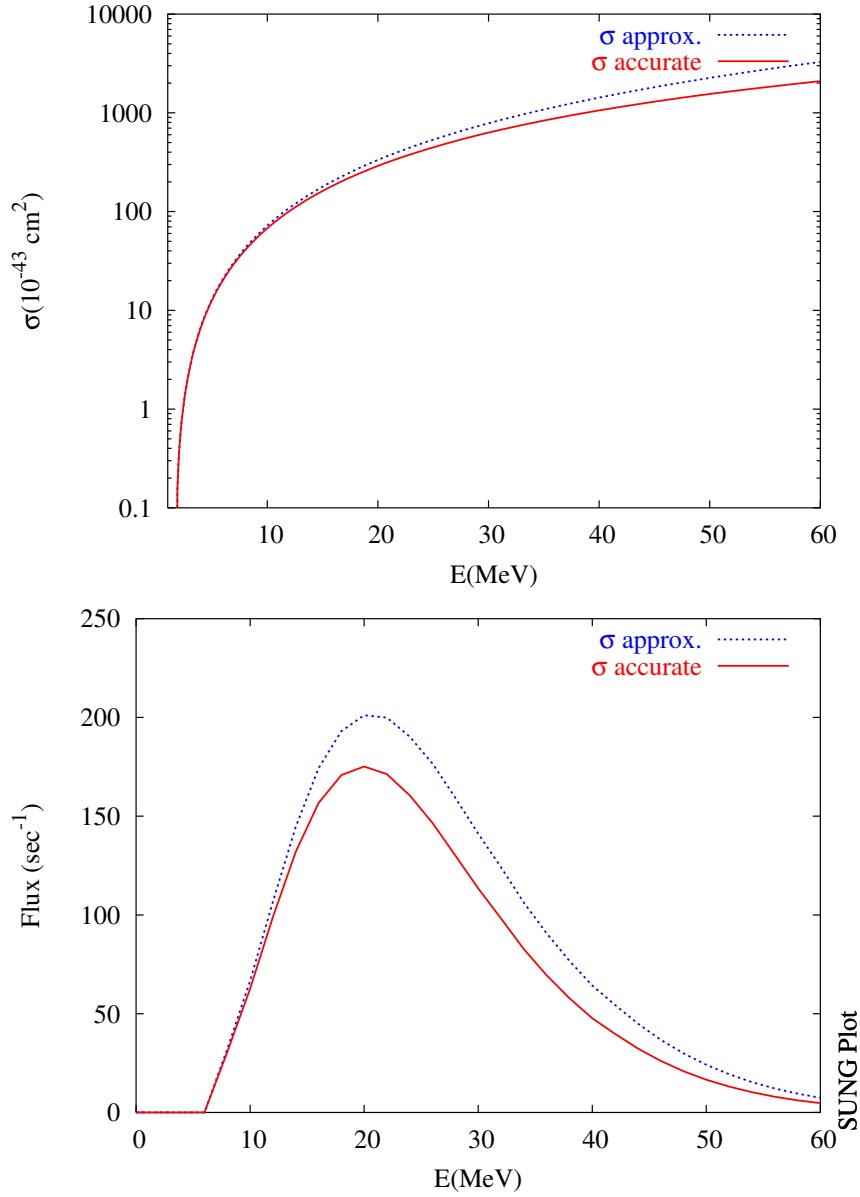 10000
1000
100
10
1
0.1
σ(10⁻⁴³ cm²)
σ approx.
σ accurate
10 20 30 40 50 60
E(MeV)
250
200
150
100
50
0
Flux (sec⁻¹)
σ approx.
σ accurate
0 10 20 30 40 50 60
E(MeV)
SUNG Plot